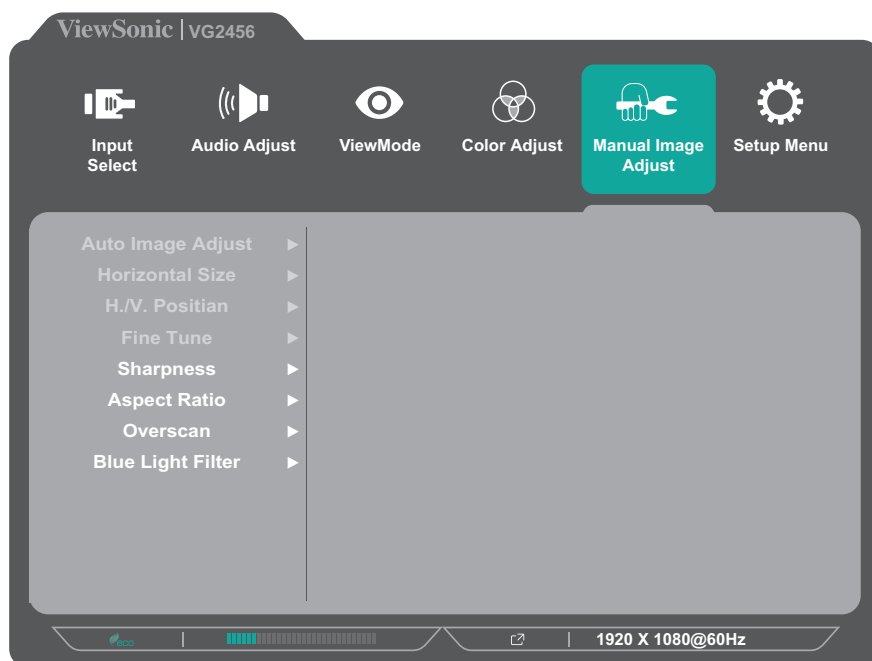 ViewSonic | VG2456
Input Select
Audio Adjust
ViewMode
Color Adjust
Manual Image Adjust
Setup Menu
Auto Image Adjust
Horizontal Size
H./V. Positian
Fine Tune
Sharpness
Aspect Ratio
Overscan
Blue Light Filter
eco
1920 X 1080@60Hz